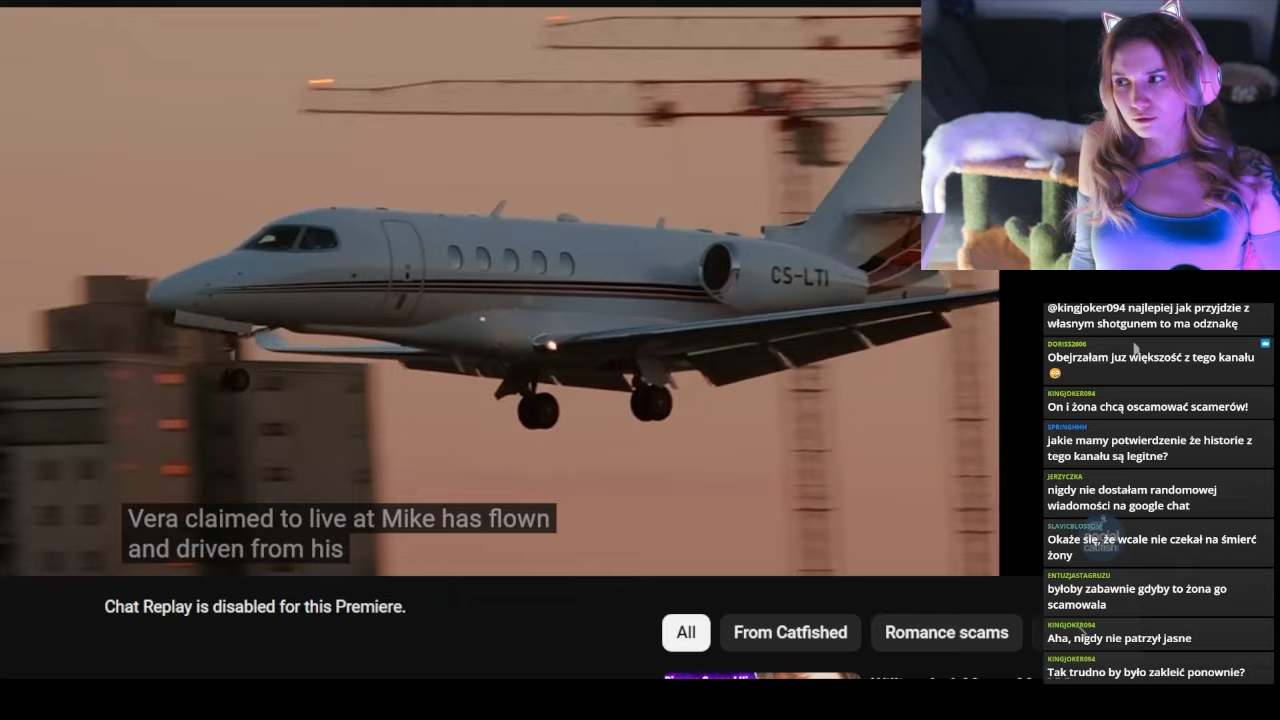 CS-LTI
Vera claimed to live at Mike has flown
and driven from his
Chat Replay is disabled for this Premiere.
All
From Catfished
Romance scams
@kingjoker094 najlepiej jak przyjdzie z
własnym shotgunem to ma odznakę
DORISS2606
Obejrzałam juz większość z tego kanału
KINGJOKER094
On i żona chcą oscamować scamerów!
SPRINGHHH
jakie mamy potwierdzenie że historie z
tego kanału są legitne?
JERZYCZKA
nigdy nie dostałam randomowej
wiadomości na google chat
SLAVICBLOSSOM
Okaże się, że wcale nie czekał na śmierć
żony
social
catfish
ENTUZJASTAGRUZU
byłoby zabawnie gdyby to żona go
scamowala
KINGJOKER094
Aha, nigdy nie patrzył jasne
KINGJOKER094
Tak trudno by było zakleić ponownie?